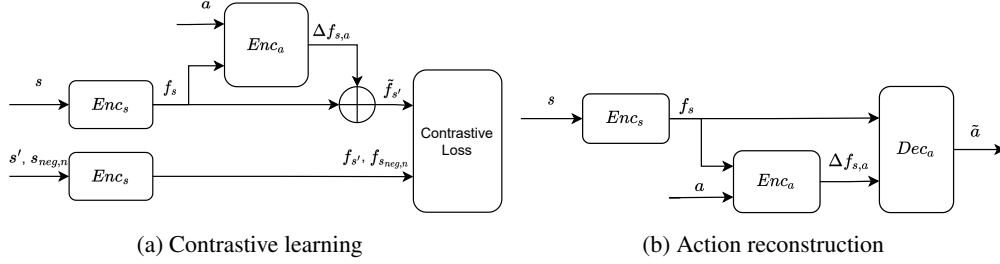 a
Enc_a
Δf_{s,a}
s
Enc_s
f_s
f̃_{s'}
Contrastive
Loss
s', s_{neg,n}
Enc_s
f_{s'}, f_{s_{neg,n}}
(a) Contrastive learning
s
Enc_s
f_s
Dec_a
ã
a
Enc_a
Δf_{s,a}
(b) Action reconstruction